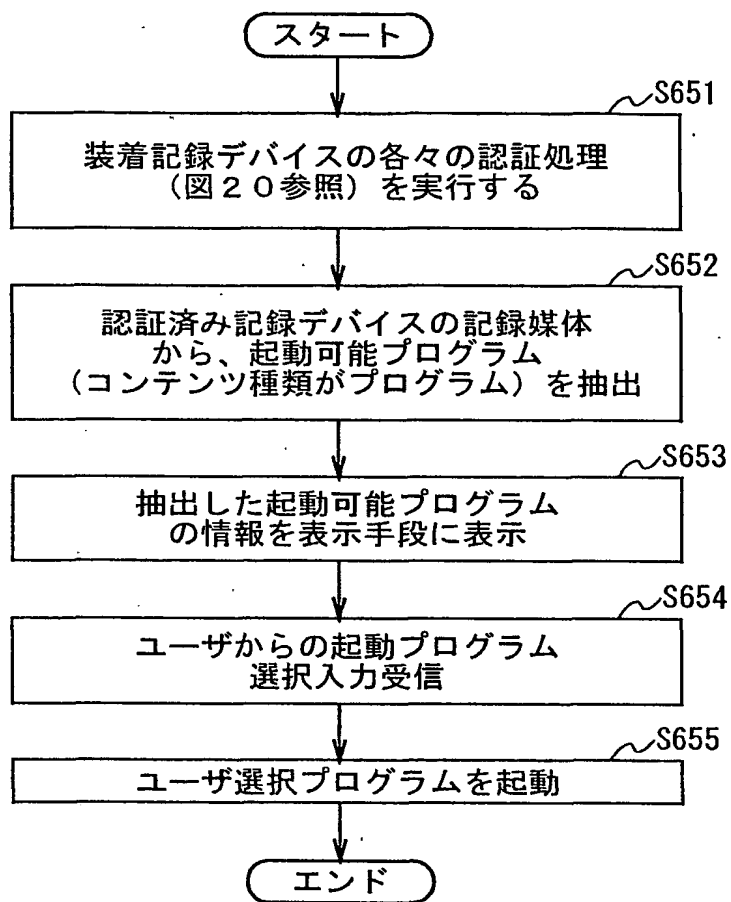 スタート
S651
装着記録デバイスの各々の認証処理
(図20参照)を実行する
S652
認証済み記録デバイスの記録媒体
から、起動可能プログラム
(コンテンツ種類がプログラム)を抽出
S653
抽出した起動可能プログラム
の情報を表示手段に表示
S654
ユーザからの起動プログラム
選択入力受信
S655
ユーザ選択プログラムを起動
エンド